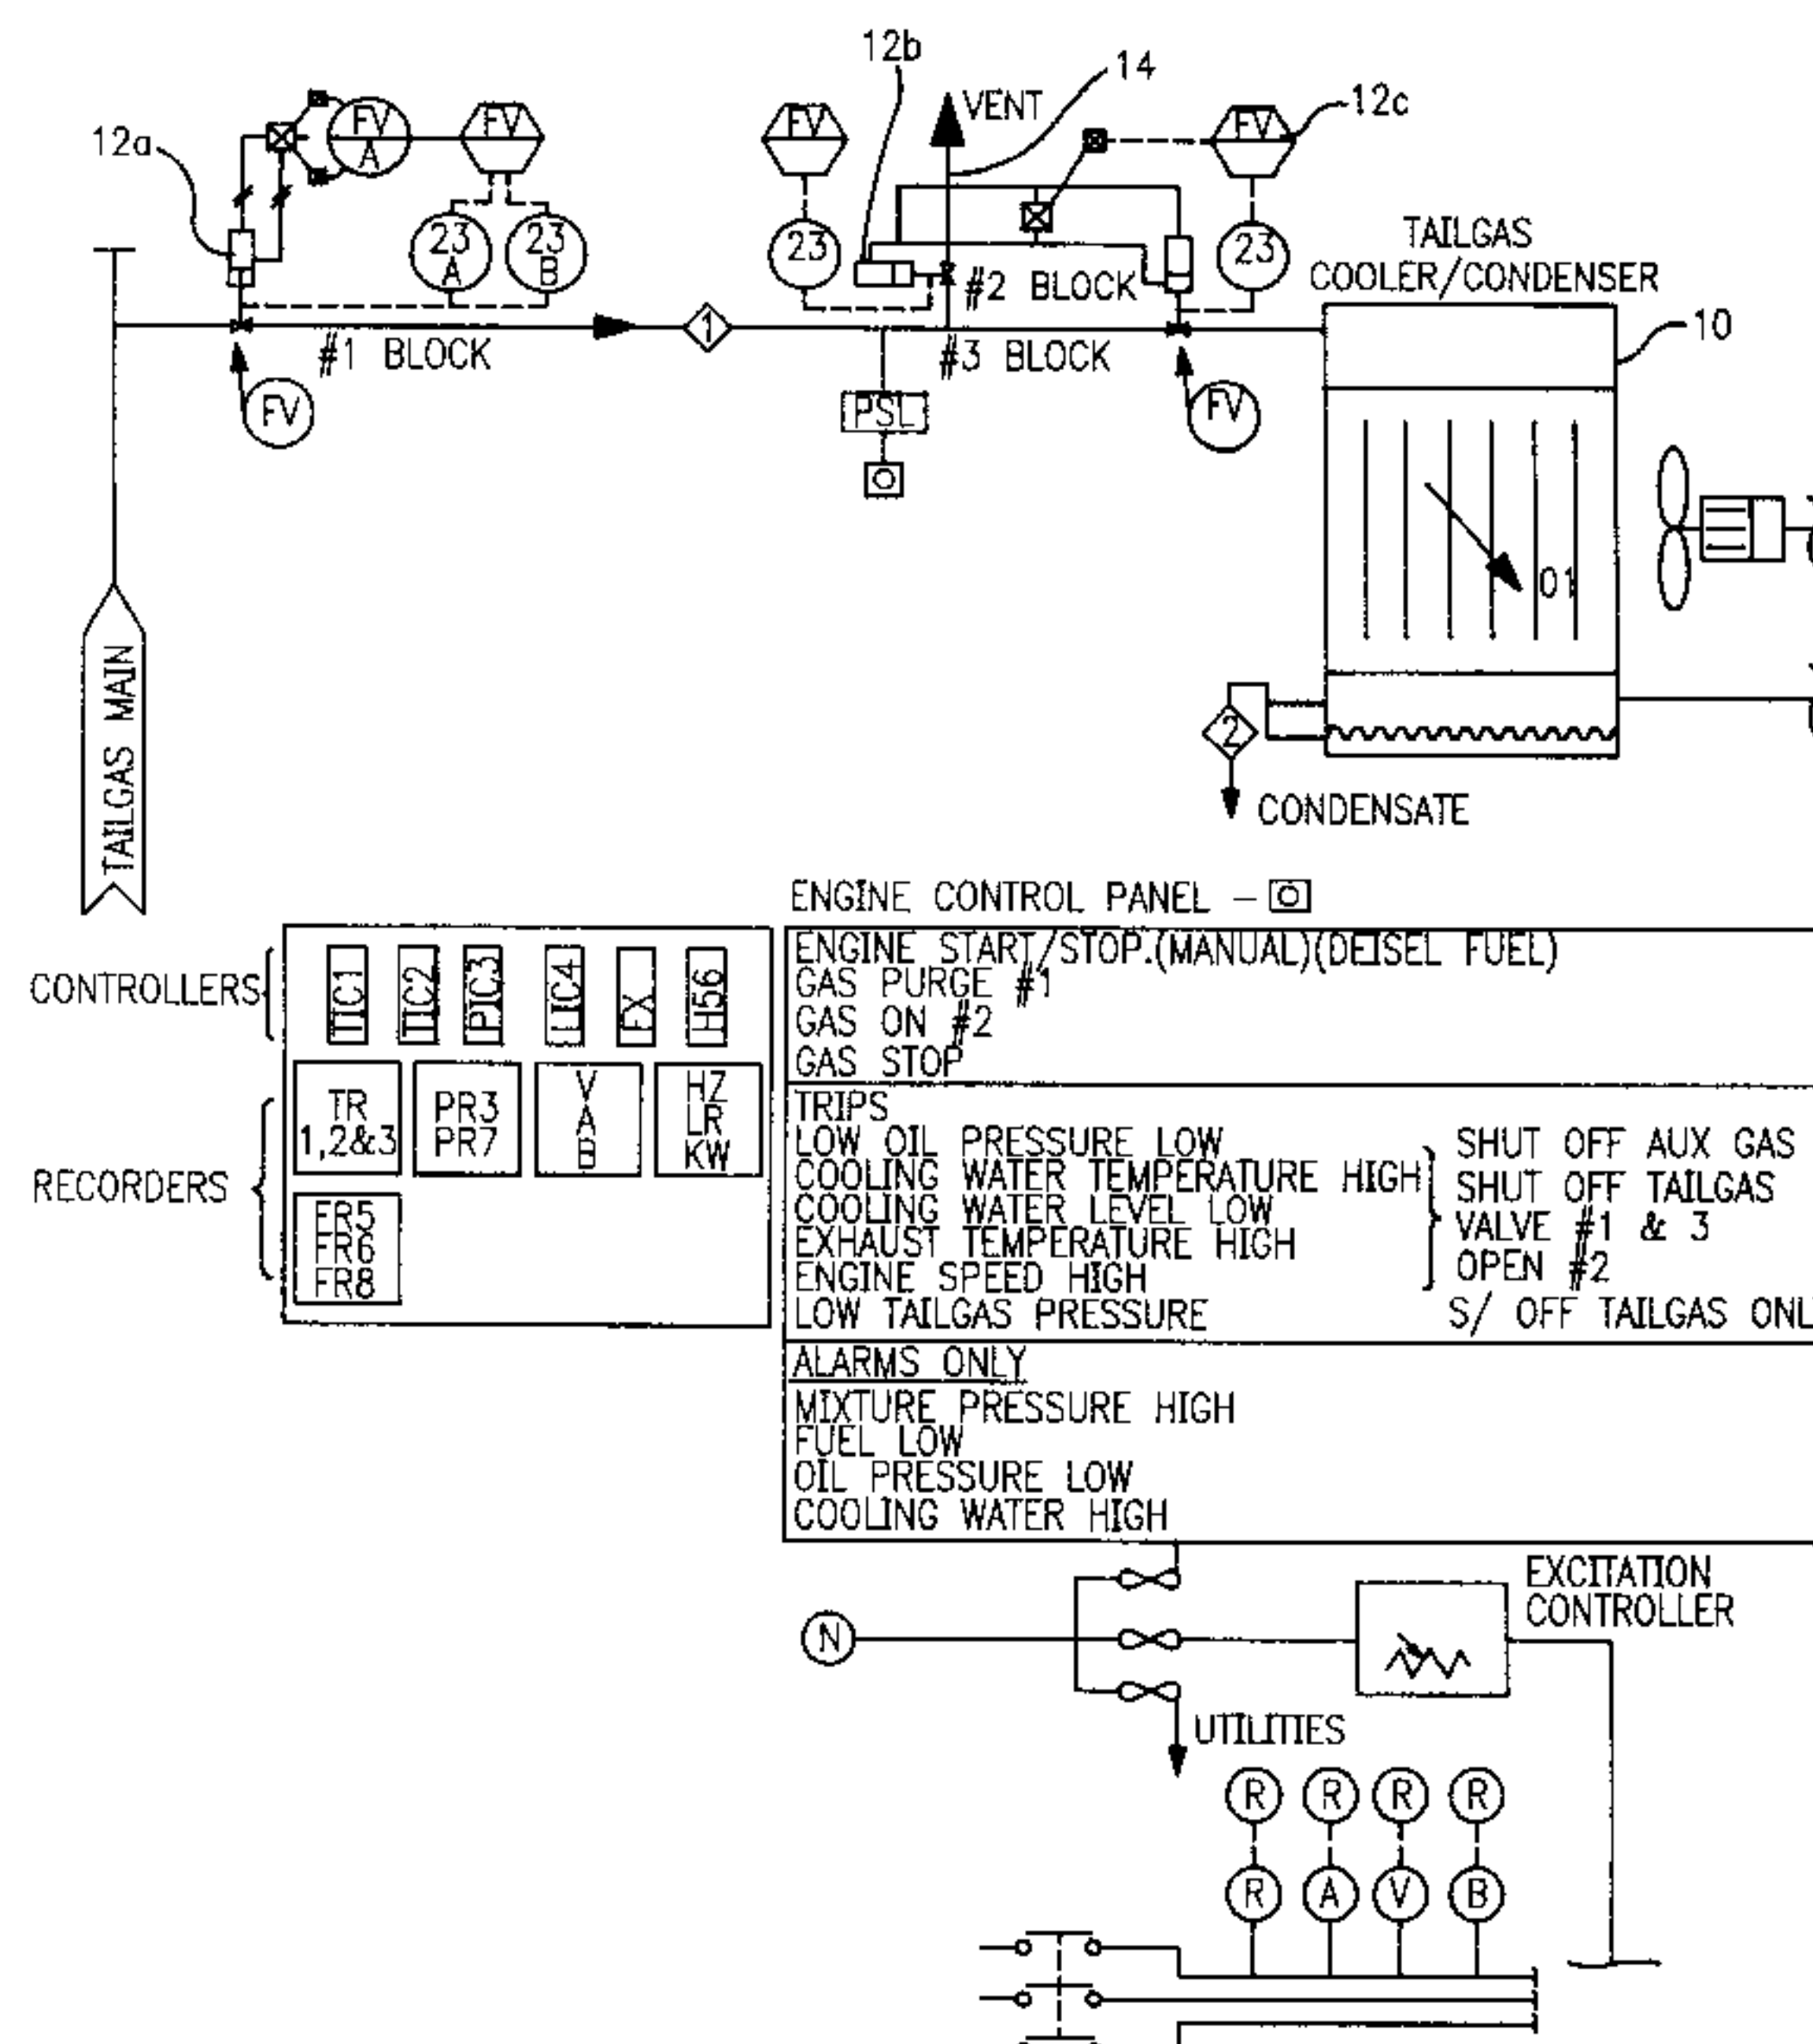 12b
14
VENT
12c
12a
FV
A
FV
FV
FV
23
A
23
B
23
23
TAILGAS
COOLER/CONDENSER
#2 BLOCK
10
1
#1 BLOCK
#3 BLOCK
FV
PSL
FV
O
01
TAILGAS MAIN
2
CONDENSATE
ENGINE CONTROL PANEL - O
CONTROLLERS
TIC1
TIC2
PIC3
LIC4
FX
H56
ENGINE START/STOP.(MANUAL)(DEISEL FUEL)
GAS PURGE #1
GAS ON #2
GAS STOP
RECORDERS
TR
1,2&3
PR3
PR7
V
A
B
HZ
LR
KW
FR5
FR6
FR8
TRIPS
LOW OIL PRESSURE LOW
COOLING WATER TEMPERATURE HIGH
COOLING WATER LEVEL LOW
EXHAUST TEMPERATURE HIGH
ENGINE SPEED HIGH
LOW TAILGAS PRESSURE
SHUT OFF AUX GAS
SHUT OFF TAILGAS
VALVE #1 & 3
OPEN #2
S/ OFF TAILGAS ONL
ALARMS ONLY
MIXTURE PRESSURE HIGH
FUEL LOW
OIL PRESSURE LOW
COOLING WATER HIGH
EXCITATION
CONTROLLER
N
UTILITIES
R R R R
R A V B